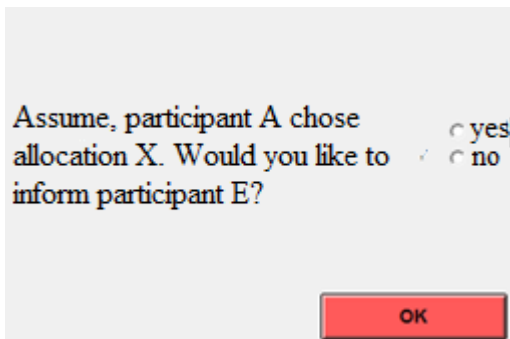 Assume, participant A chose
allocation X. Would you like to
inform participant E?
yes
no
OK